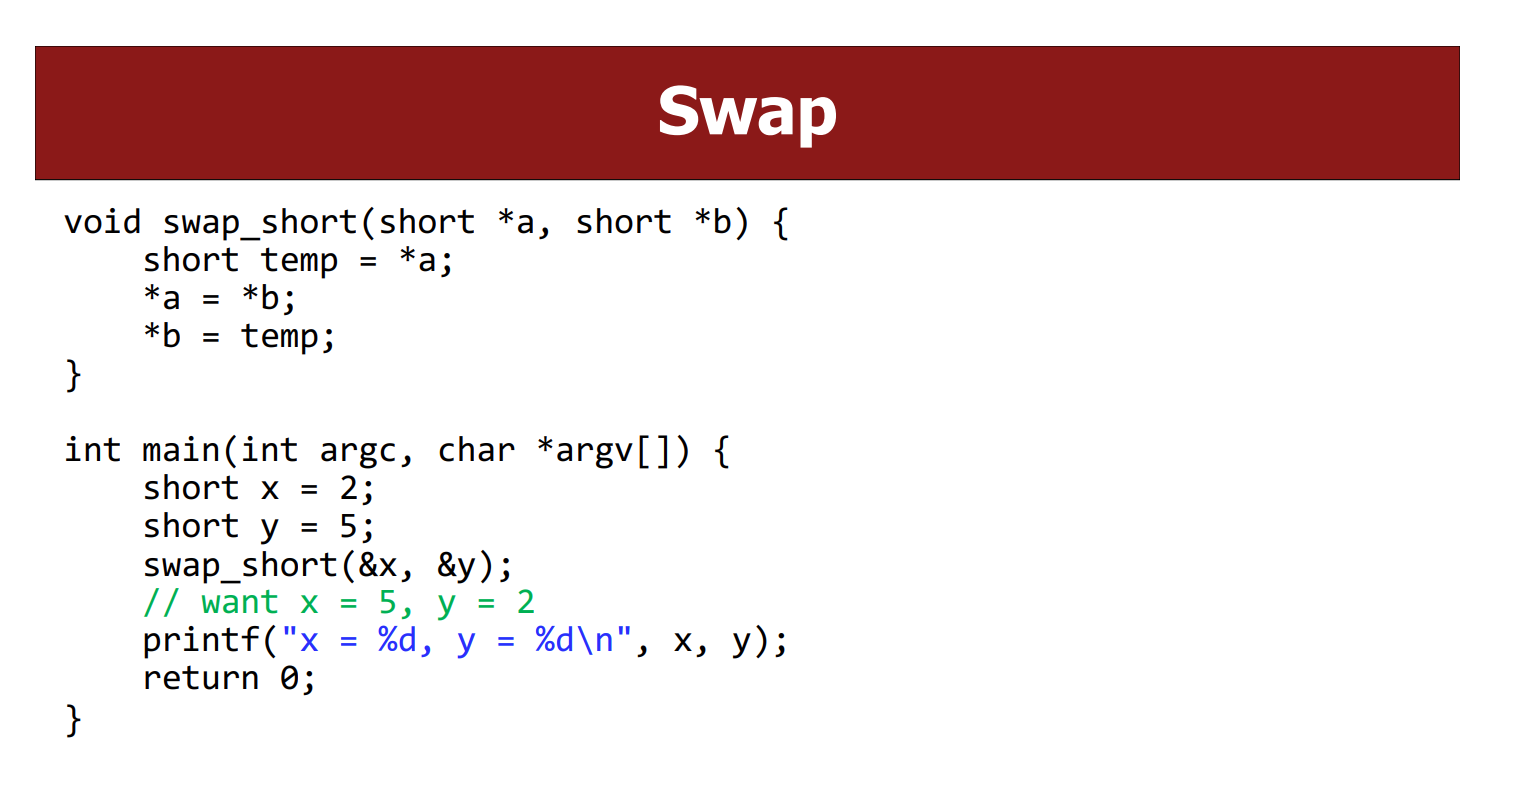 Swap
void swap_short(short *a, short *b) {
    short temp = *a;
    *a = *b;
    *b = temp;
}
int main(int argc, char *argv[]) {
    short x = 2;
    short y = 5;
    swap_short(&x, &y);
    // want x = 5, y = 2
    printf("x = %d, y = %d\n", x, y);
    return 0;
}